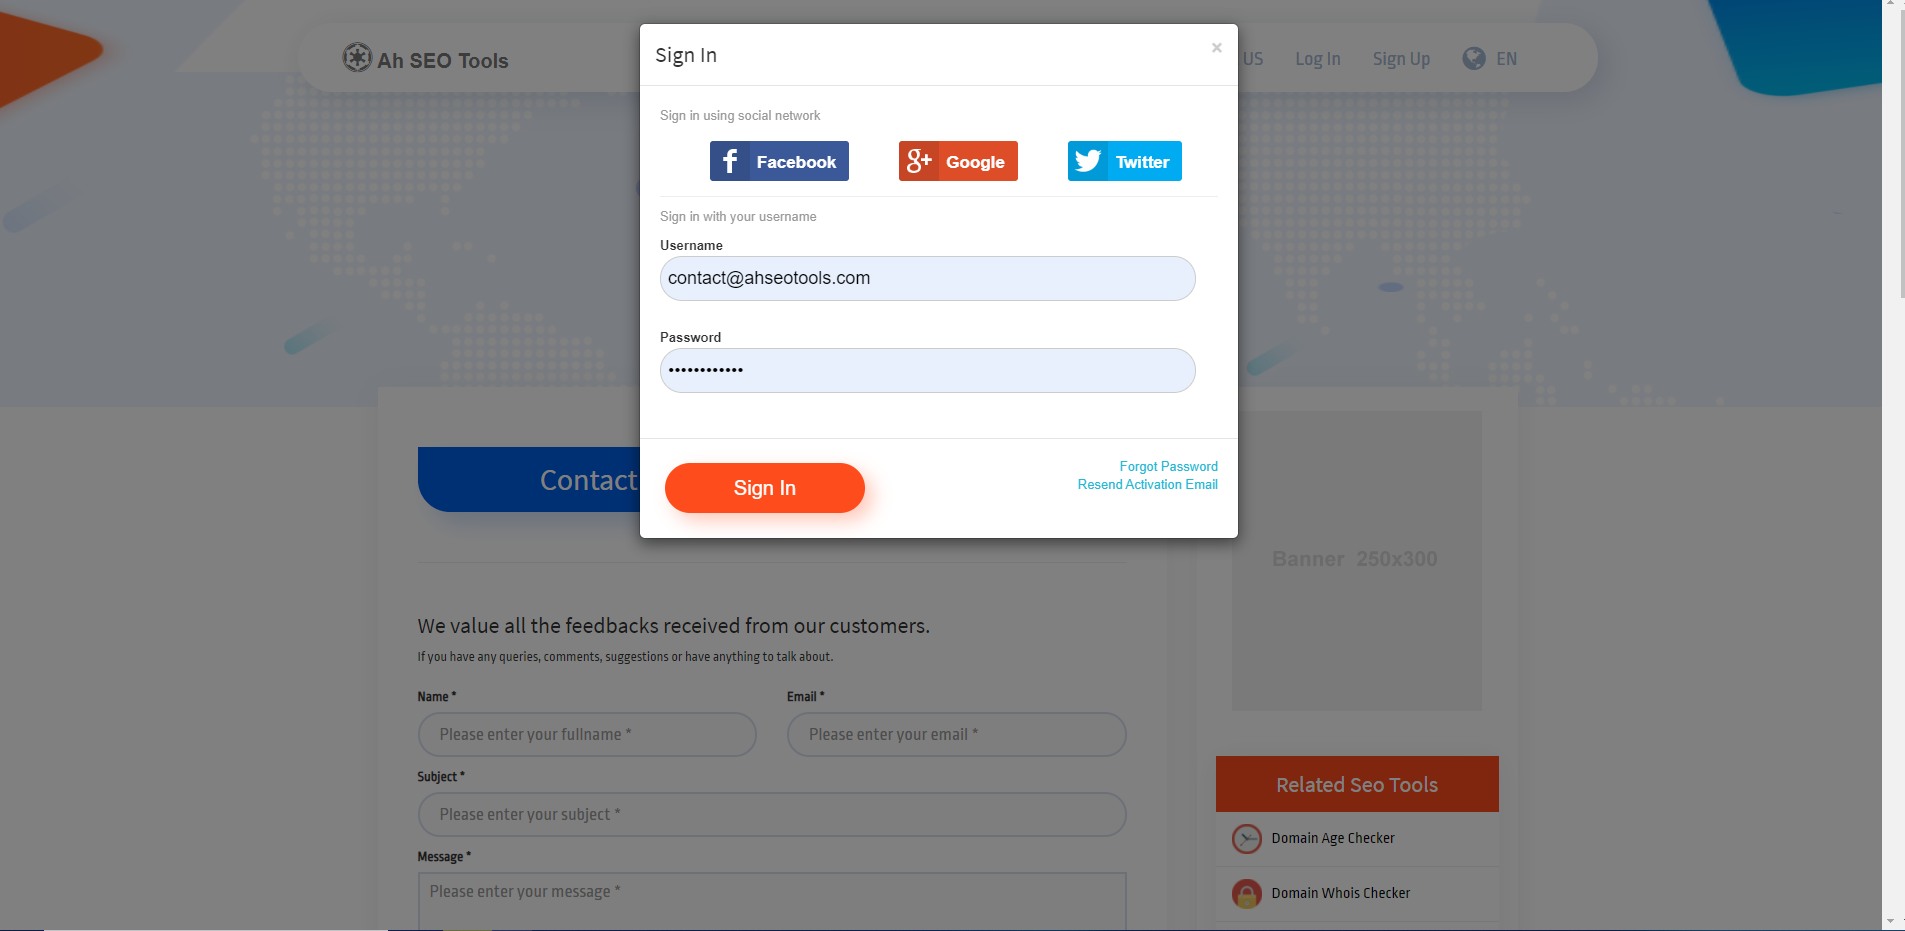 Ah SEO Tools
US Log In Sign Up EN
Sign In
×
Sign in using social network
Facebook Google Twitter
Sign in with your username
Username
contact@ahseotools.com
Password
••••••••••••
Sign In
Forgot Password
Resend Activation Email
Contact
We value all the feedbacks received from our customers.
If you have any queries, comments, suggestions or have anything to talk about.
Name * Email *
Please enter your fullname * Please enter your email *
Subject *
Please enter your subject *
Message *
Please enter your message *
Banner 250x300
Related Seo Tools
Domain Age Checker
Domain Whois Checker